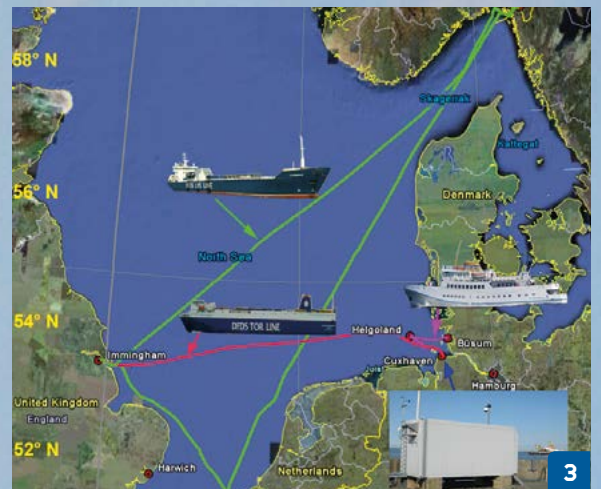 58° N
Skagerrak
Kattegat
56° N
Denmark
North Sea
54° N
DFDS TOR LINE
Helgoland
Büsum
Immingham
Cuxhaven
Juist
Hamburg
United Kingdom
England
52° N
Harwich
Netherlands
3